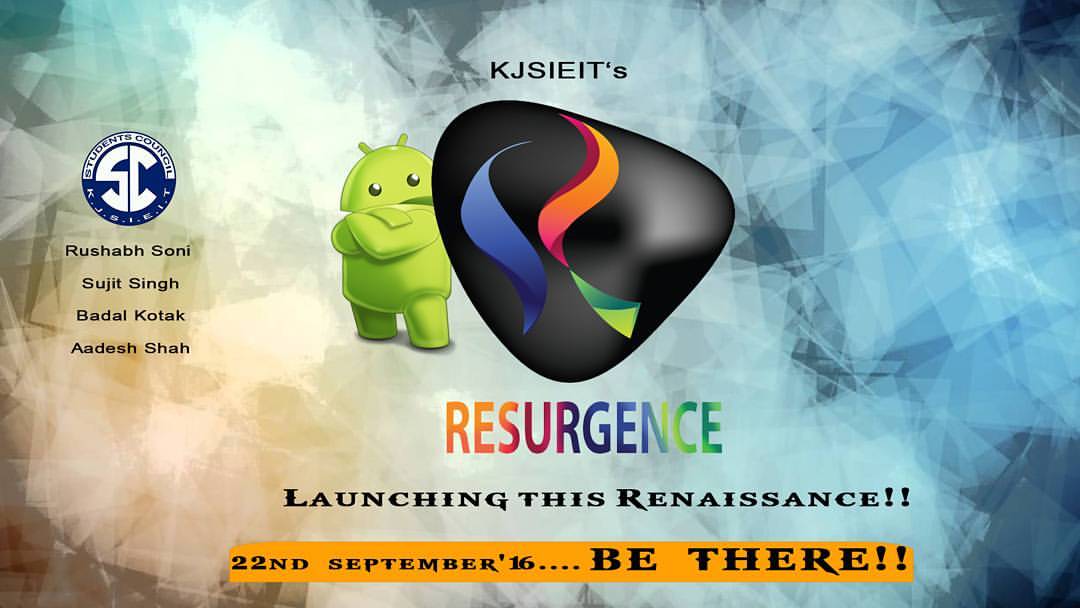 KJSIEIT's
STUDENTS COUNCIL
SC
K.J.S.I.E.I.T
Rushabh Soni
Sujit Singh
Badal Kotak
Aadesh Shah
RESURGENCE
Launching this Renaissance!!
22nd september'16.... BE THERE!!